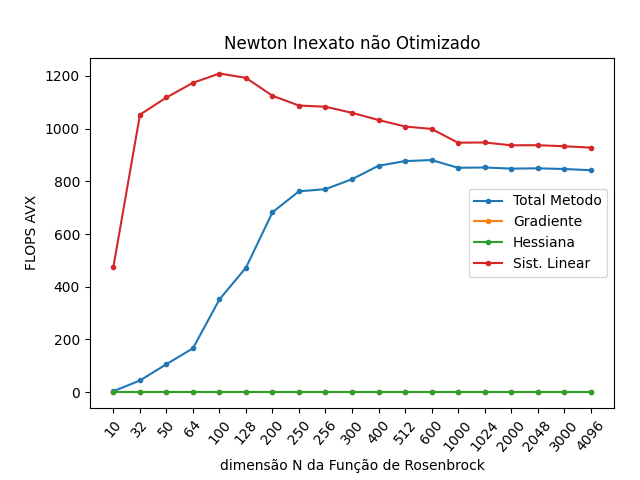 Newton Inexato não Otimizado
FLOPS AVX
1200
1000
800
600
400
200
0
Total Metodo
Gradiente
Hessiana
Sist. Linear
10 32 50 64 100 128 200 250 256 300 400 512 600 1000 1024 2000 2048 3000 4096
dimensão N da Função de Rosenbrock